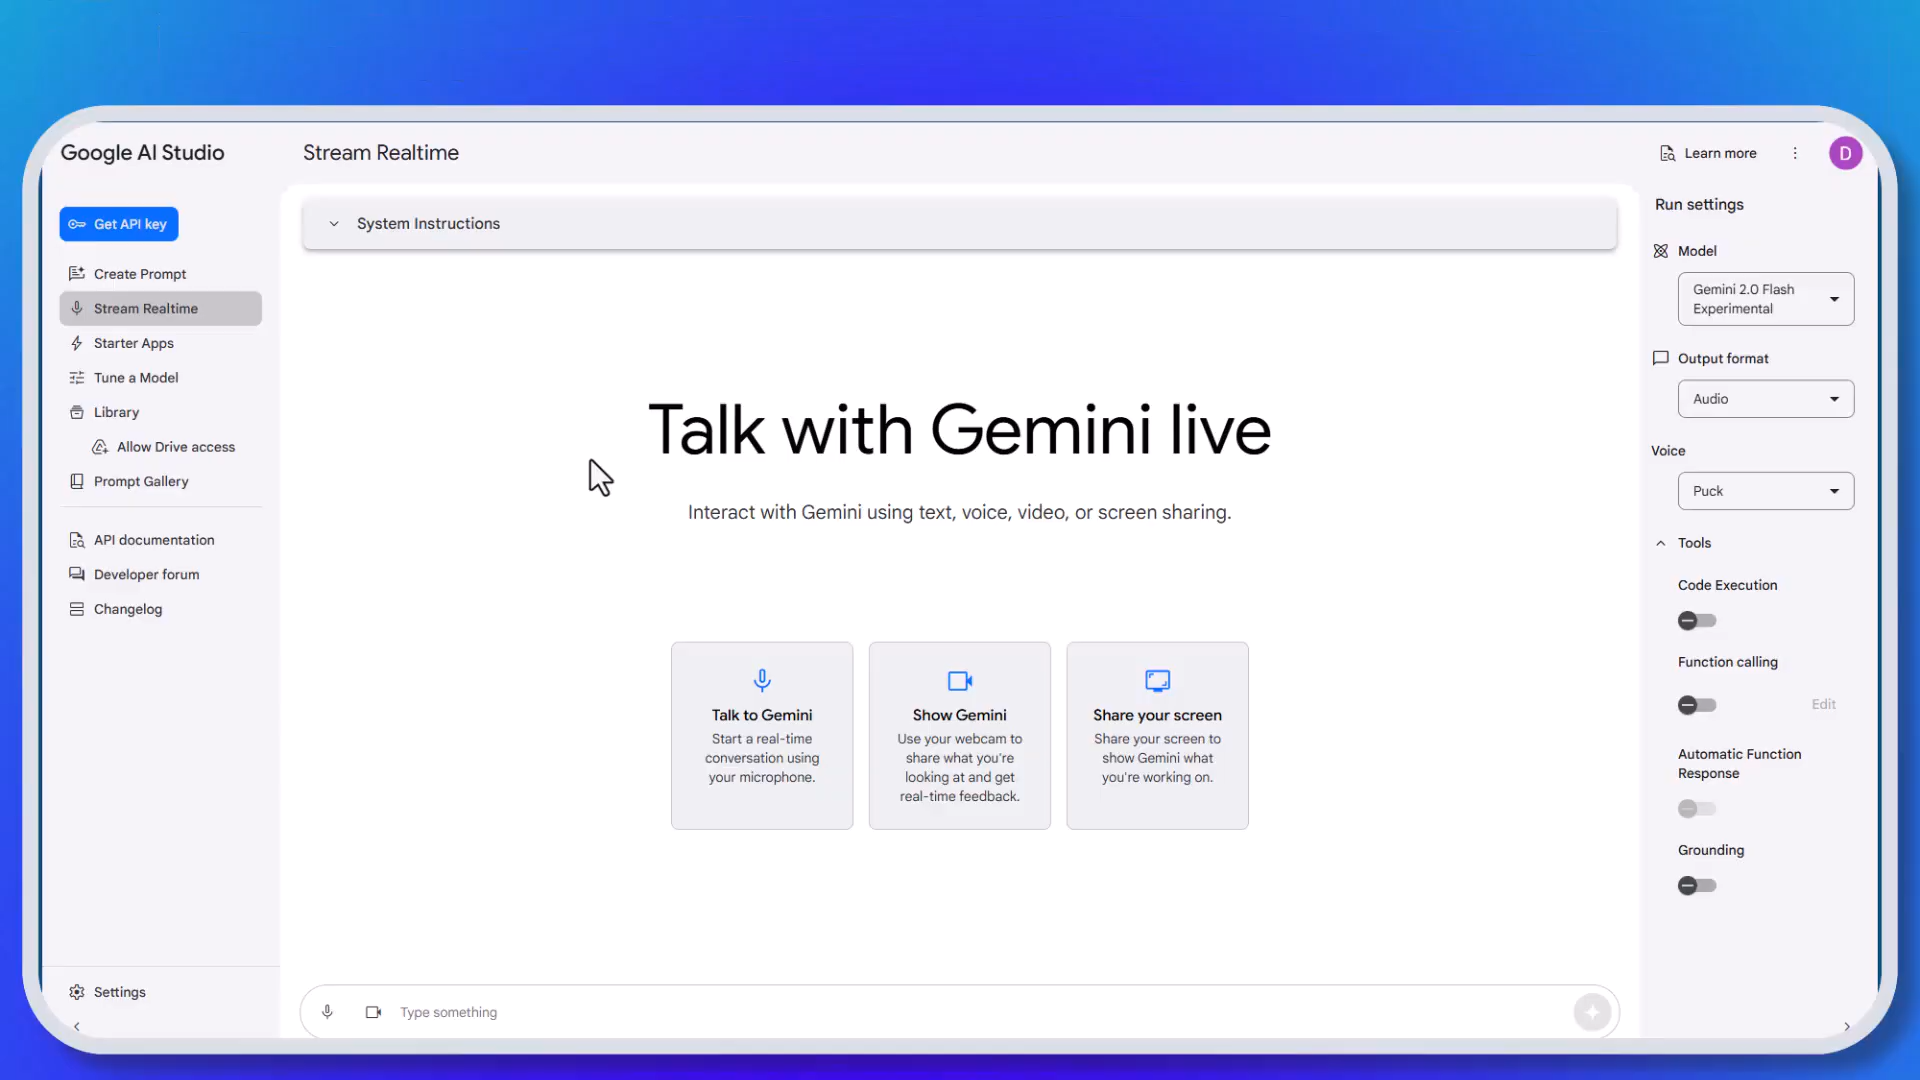 Google AI Studio
Stream Realtime
Learn more
D
Get API key
Create Prompt
Stream Realtime
Starter Apps
Tune a Model
Library
Allow Drive access
Prompt Gallery
API documentation
Developer forum
Changelog
Settings
System Instructions
Talk with Gemini live
Interact with Gemini using text, voice, video, or screen sharing.
Talk to Gemini
Start a real-time
conversation using
your microphone.
Show Gemini
Use your webcam to
share what you're
looking at and get
real-time feedback.
Share your screen
Share your screen to
show Gemini what
you're working on.
Type something
Run settings
Model
Gemini 2.0 Flash
Experimental
Output format
Audio
Voice
Puck
Tools
Code Execution
Function calling
Edit
Automatic Function
Response
Grounding